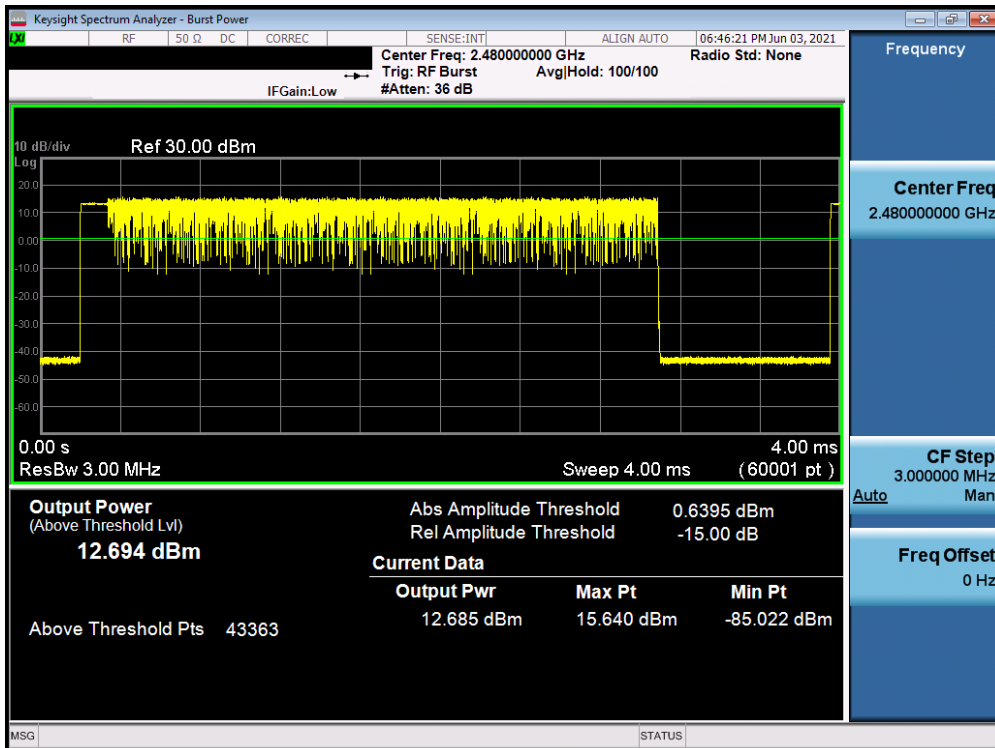 Keysight Spectrum Analyzer - Burst Power
LXI RF 50 Ω DC CORREC SENSE:INT ALIGN AUTO 06:46:21 PM Jun 03, 2021
Center Freq: 2.480000000 GHz Radio Std: None
Trig: RF Burst Avg|Hold: 100/100
IFGain:Low #Atten: 36 dB
Frequency
10 dB/div Ref 30.00 dBm
Log
20.0
10.0
0.00
-10.0
-20.0
-30.0
-40.0
-50.0
-60.0
0.00 s 4.00 ms
ResBw 3.00 MHz Sweep 4.00 ms (60001 pt)
Center Freq
2.480000000 GHz
CF Step
3.000000 MHz
Auto Man
Freq Offset
0 Hz
Output Power
(Above Threshold Lvl)
12.694 dBm
Above Threshold Pts 43363
Abs Amplitude Threshold 0.6395 dBm
Rel Amplitude Threshold -15.00 dB
Current Data
Output Pwr Max Pt Min Pt
12.685 dBm 15.640 dBm -85.022 dBm
MSG STATUS